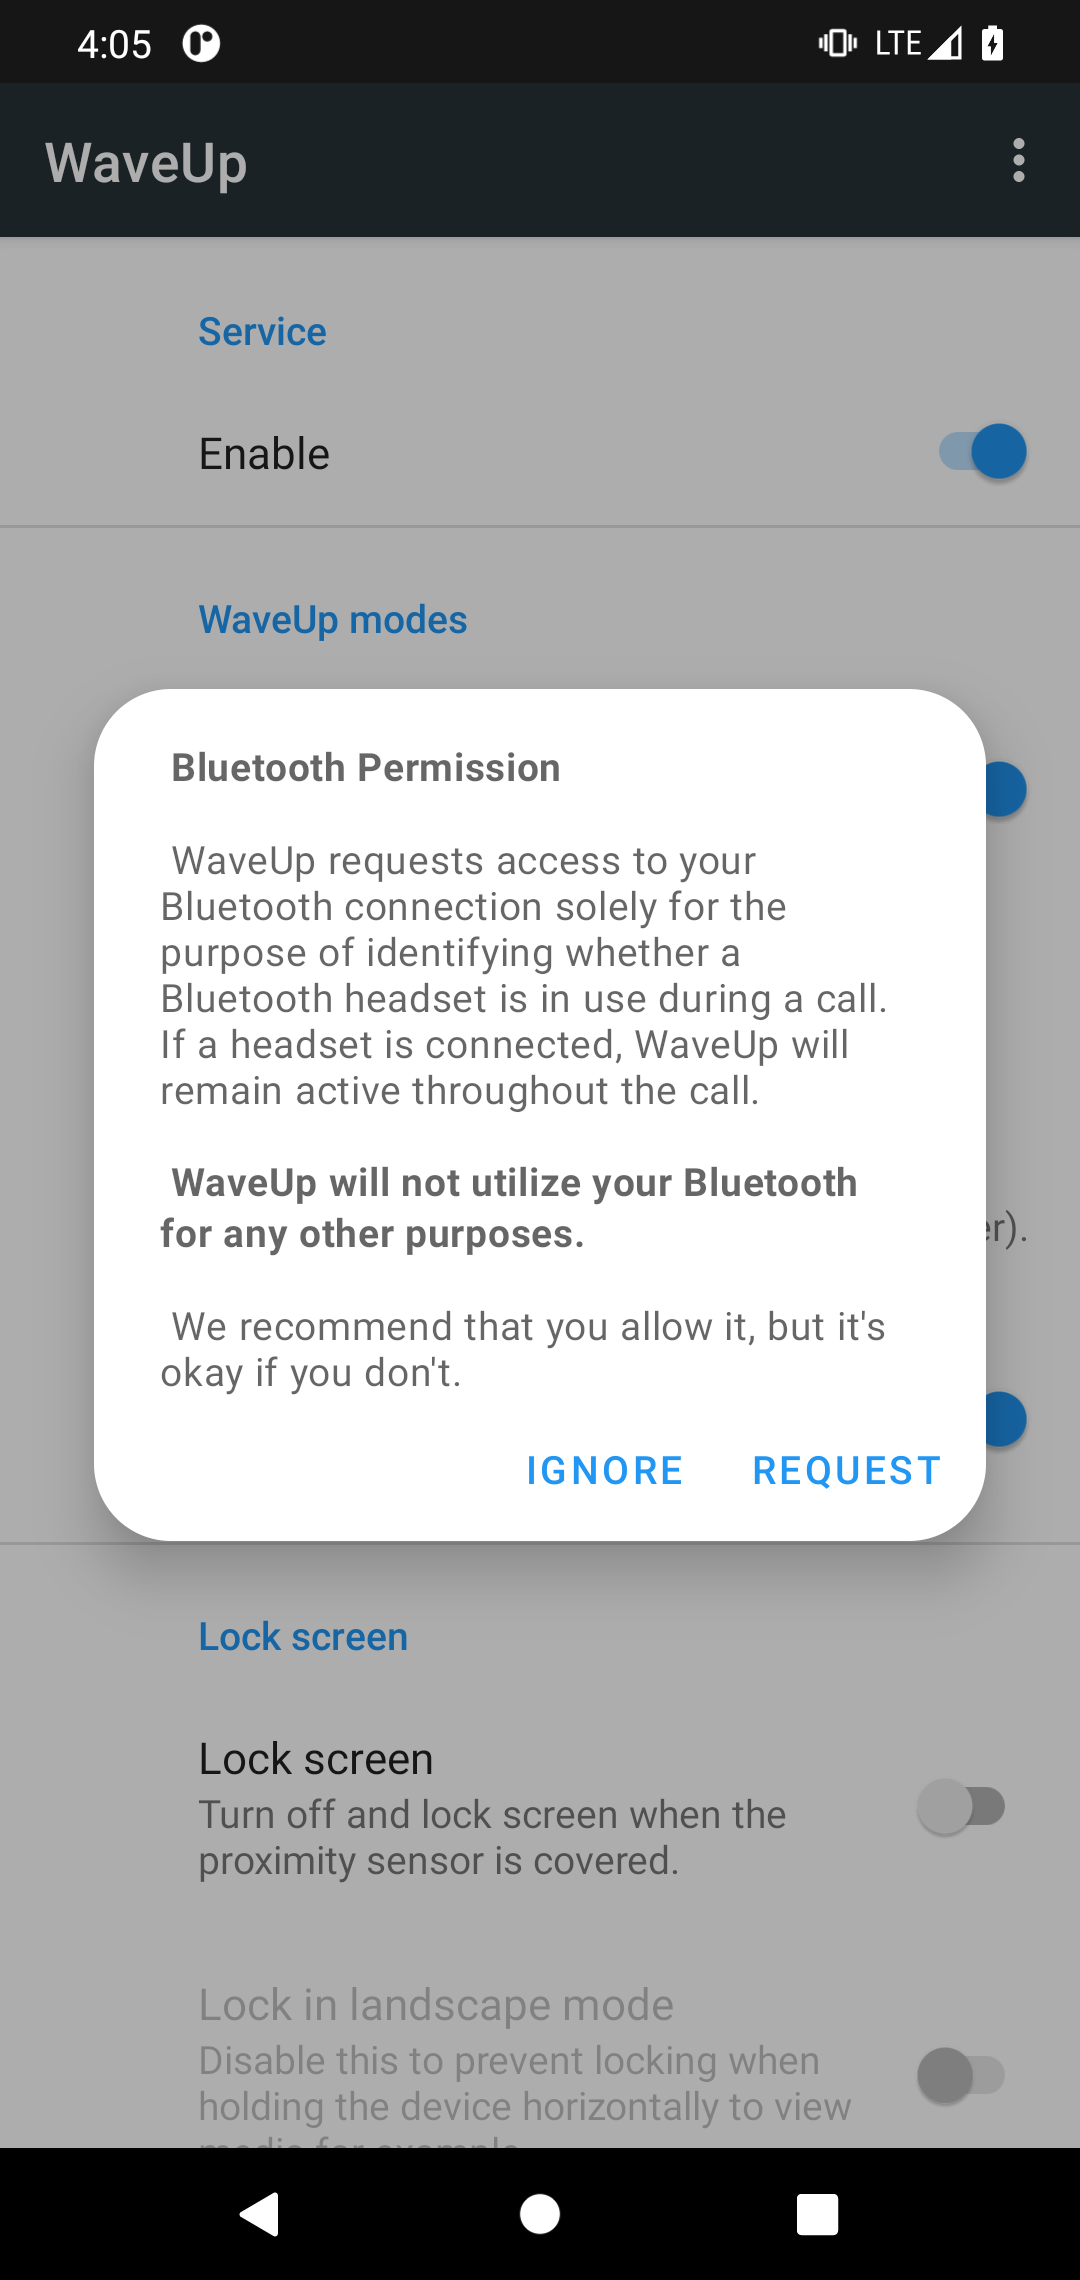 4:05
LTE
WaveUp
Service
Enable
WaveUp modes
Bluetooth Permission
WaveUp requests access to your
Bluetooth connection solely for the
purpose of identifying whether a
Bluetooth headset is in use during a call.
If a headset is connected, WaveUp will
remain active throughout the call.
WaveUp will not utilize your Bluetooth
for any other purposes.
er).
We recommend that you allow it, but it's
okay if you don't.
IGNORE REQUEST
Lock screen
Lock screen
Turn off and lock screen when the
proximity sensor is covered.
Lock in landscape mode
Disable this to prevent locking when
holding the device horizontally to view
media for example